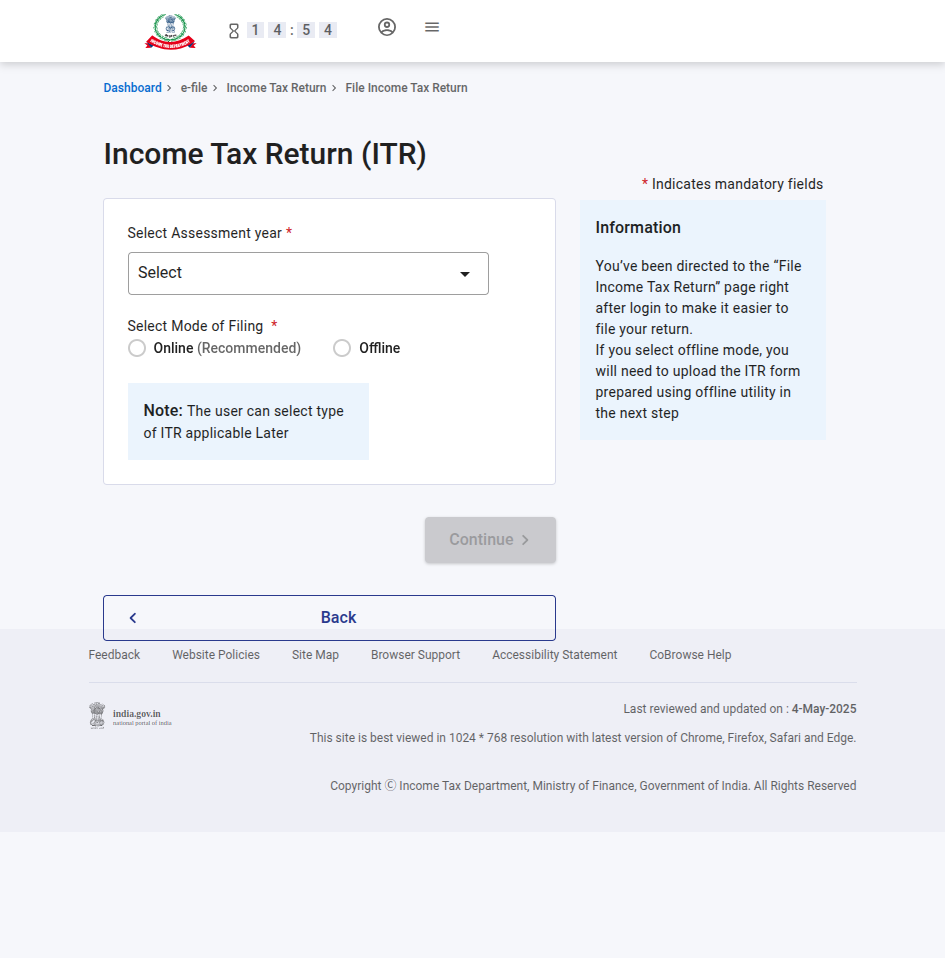 INCOME TAX DEPARTMENT
1 4 : 5 4
Dashboard > e-file > Income Tax Return > File Income Tax Return
Income Tax Return (ITR)
* Indicates mandatory fields
Select Assessment year *
Select
Select Mode of Filing *
Online (Recommended)
Offline
Note: The user can select type
of ITR applicable Later
Information
You’ve been directed to the “File
Income Tax Return” page right
after login to make it easier to
file your return.
If you select offline mode, you
will need to upload the ITR form
prepared using offline utility in
the next step
Continue >
< Back
Feedback Website Policies Site Map Browser Support Accessibility Statement CoBrowse Help
india.gov.in
national portal of india
Last reviewed and updated on : 4-May-2025
This site is best viewed in 1024 * 768 resolution with latest version of Chrome, Firefox, Safari and Edge.
Copyright Ⓒ Income Tax Department, Ministry of Finance, Government of India. All Rights Reserved